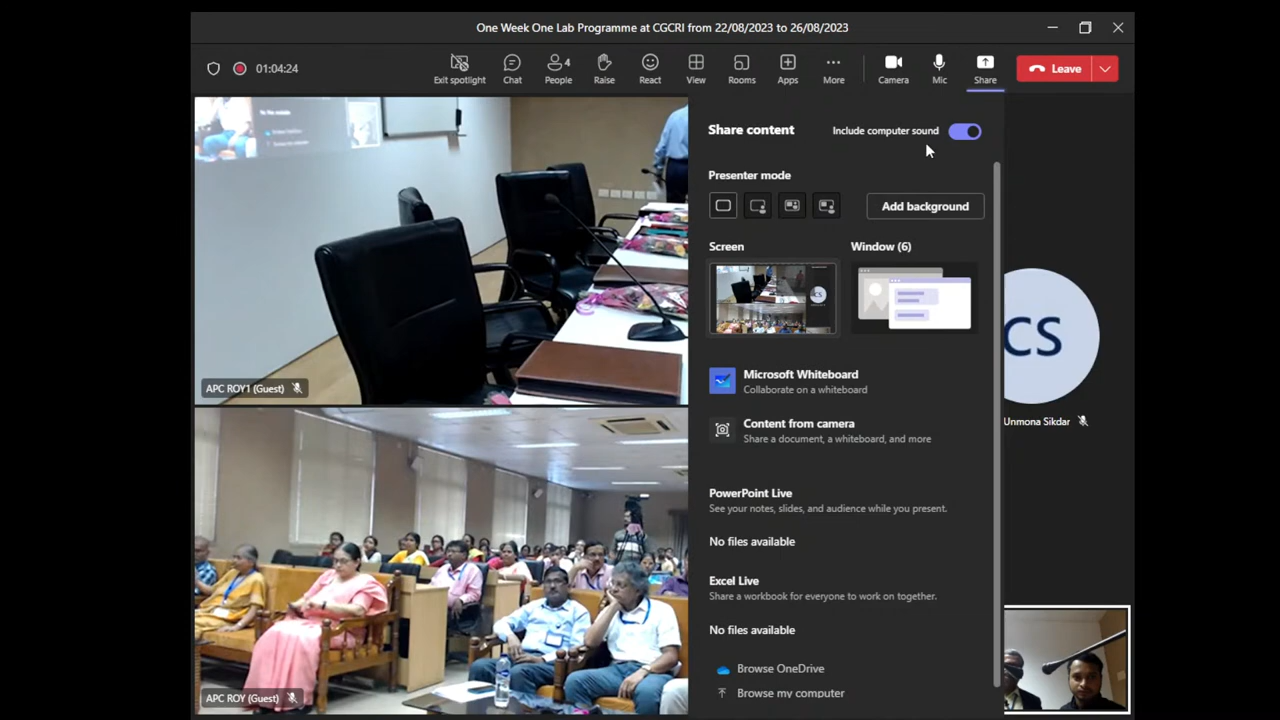 One Week One Lab Programme at CGCRI from 22/08/2023 to 26/08/2023
01:04:24
Exit spotlight
Chat
4
People
Raise
React
View
Rooms
Apps
More
Camera
Mic
Share
Leave
Share content
Include computer sound
Presenter mode
Add background
Screen
Window (6)
CS
Microsoft Whiteboard
Collaborate on a whiteboard
Content from camera
Share a document, a whiteboard, and more
PowerPoint Live
See your notes, slides, and audience while you present.
No files available
Excel Live
Share a workbook for everyone to work on together.
No files available
Browse OneDrive
Browse my computer
APC ROY1 (Guest)
APC ROY (Guest)
CS
Unmona Sikdar